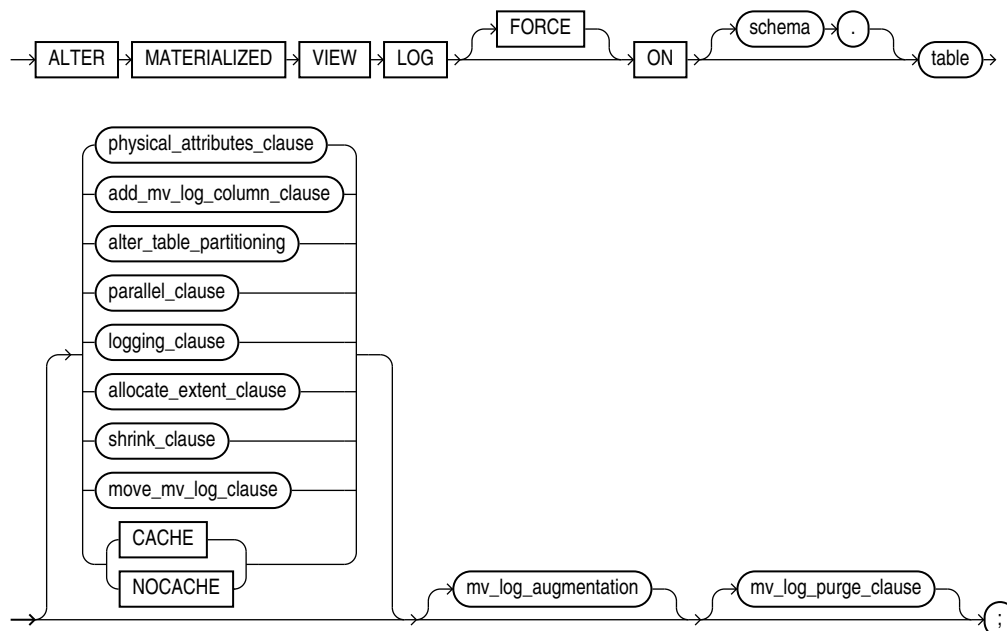 FORCE schema .
ALTER MATERIALIZED VIEW LOG ON table
physical_attributes_clause
add_mv_log_column_clause
alter_table_partitioning
parallel_clause
logging_clause
allocate_extent_clause
shrink_clause
move_mv_log_clause
CACHE
NOCACHE
mv_log_augmentation mv_log_purge_clause
;